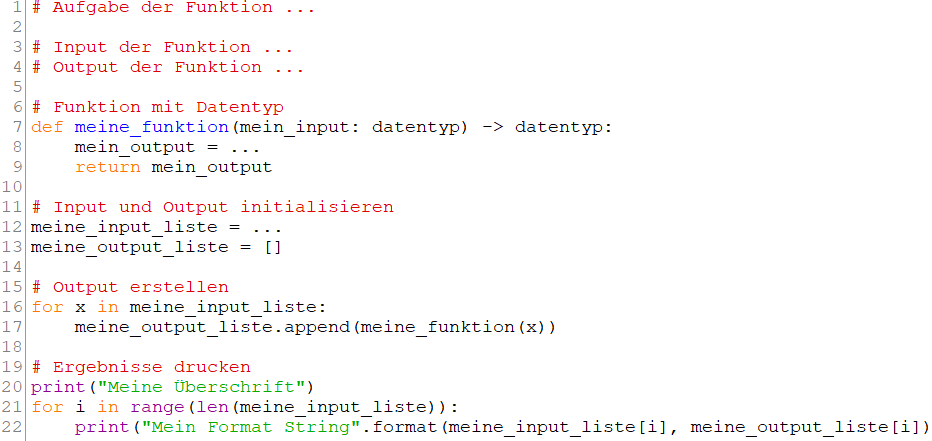 1 # Aufgabe der Funktion ...
2
3 # Input der Funktion ...
4 # Output der Funktion ...
5
6 # Funktion mit Datentyp
7 def meine_funktion(mein_input: datentyp) -> datentyp:
8     mein_output = ...
9     return mein_output
10
11 # Input und Output initialisieren
12 meine_input_liste = ...
13 meine_output_liste = []
14
15 # Output erstellen
16 for x in meine_input_liste:
17     meine_output_liste.append(meine_funktion(x))
18
19 # Ergebnisse drucken
20 print("Meine Überschrift")
21 for i in range(len(meine_input_liste)):
22     print("Mein Format String".format(meine_input_liste[i], meine_output_liste[i])